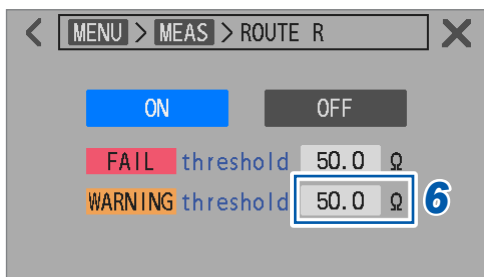 < MENU > MEAS > ROUTE R X
ON OFF
FAIL threshold 50.0 Ω
WARNING threshold 50.0 Ω 6